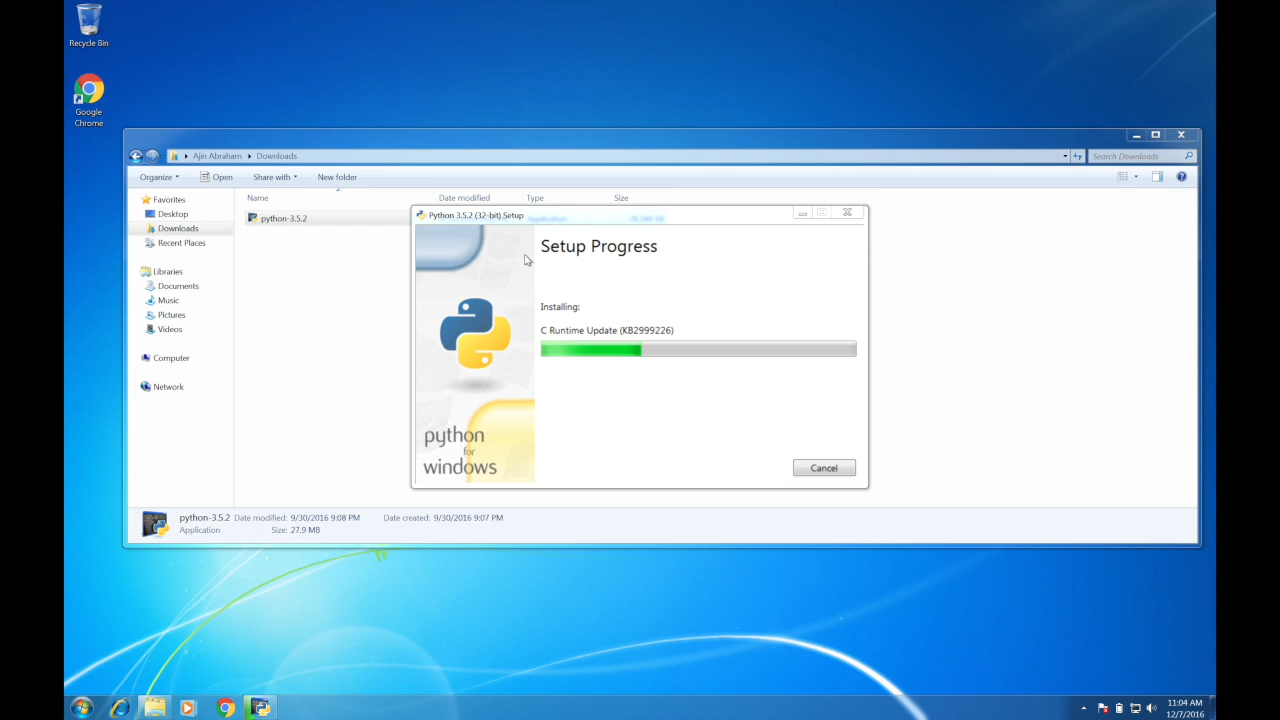 Recycle Bin
Google
Chrome
Ajin Abraham
Downloads
Search Downloads
Organize
Open
Share with
New folder
Name
Date modified
Type
Size
Favorites
Desktop
Downloads
Recent Places
Libraries
Documents
Music
Pictures
Videos
Computer
Network
python-3.5.2
Application
Python 3.5.2 (32-bit) Setup
Setup Progress
Installing:
C Runtime Update (KB2999226)
python
for
windows
Cancel
python-3.5.2 Date modified: 9/30/2016 9:08 PM Date created: 9/30/2016 9:07 PM
Application Size: 27.9 MB
11:04 AM
12/7/2016